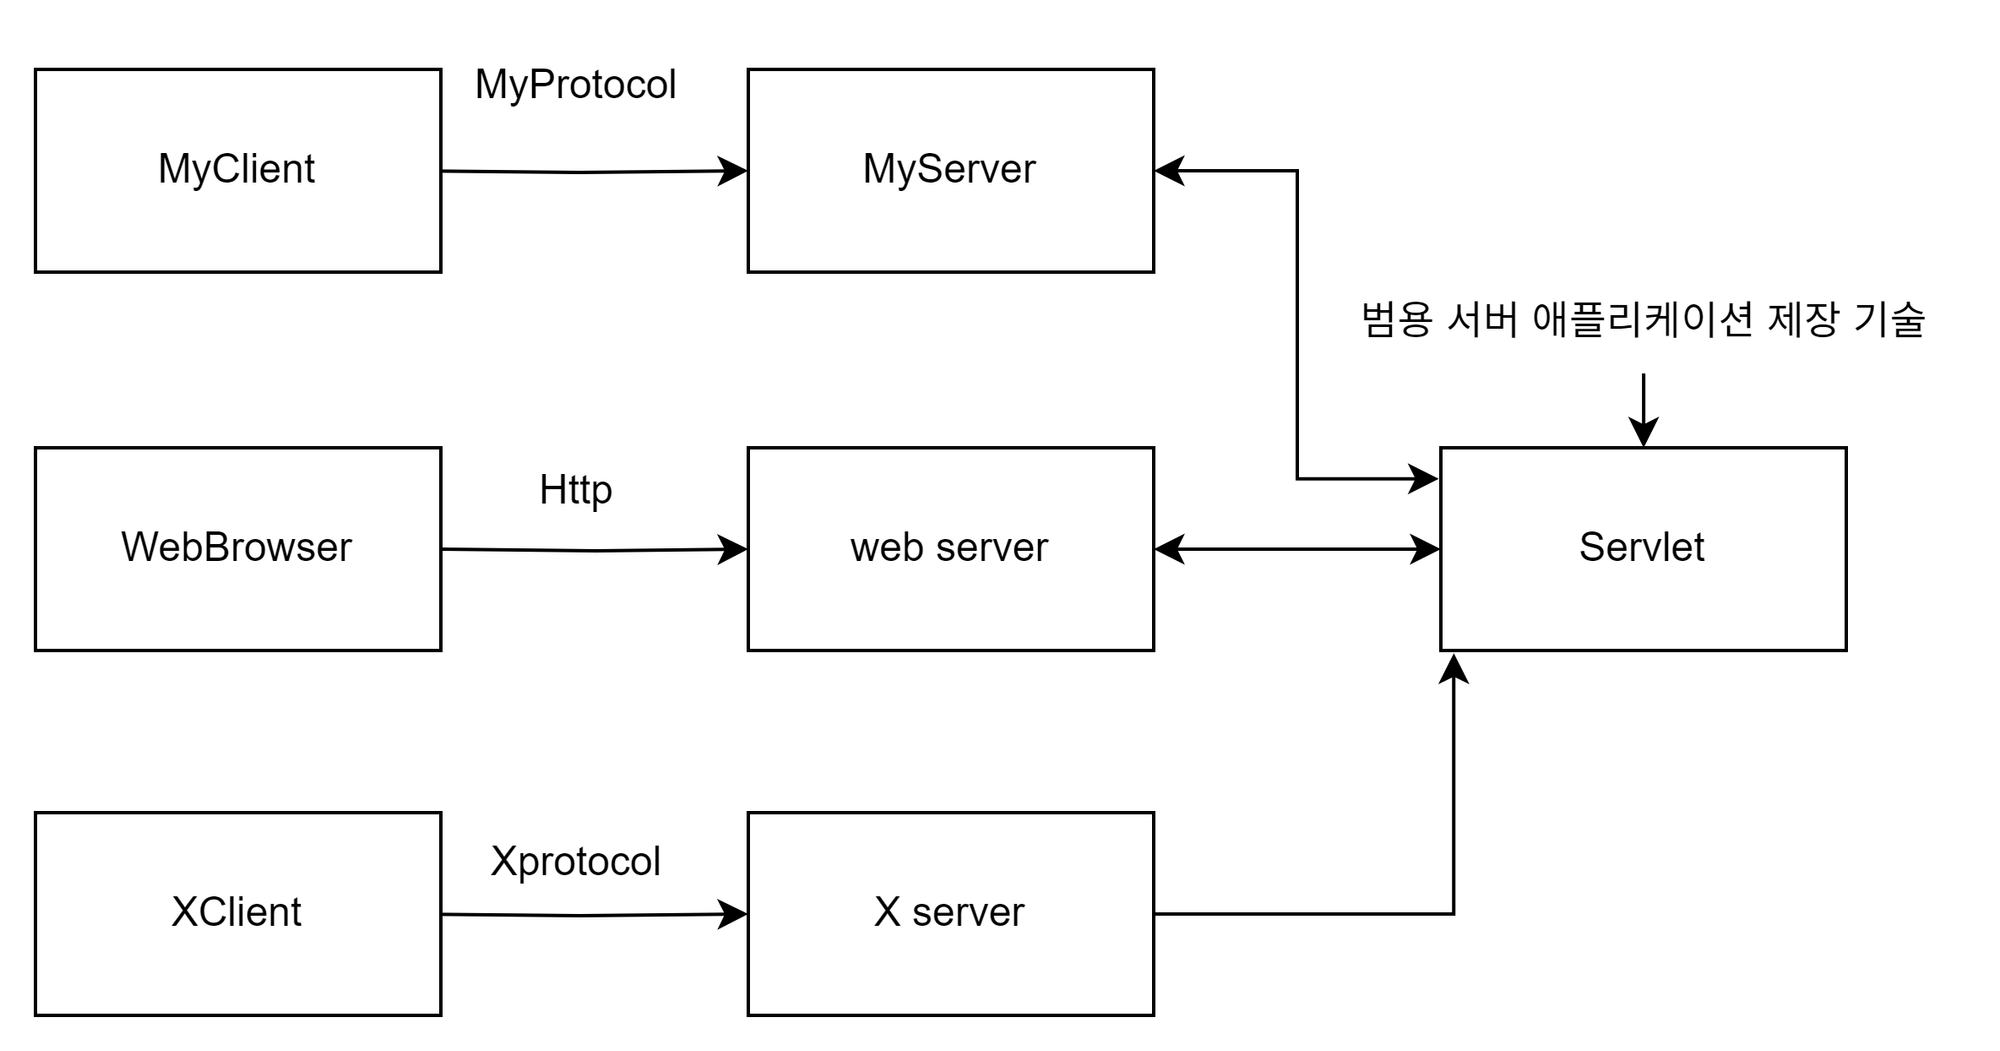 MyProtocol
MyClient
MyServer
범용 서버 애플리케이션 제장 기술
Http
WebBrowser
web server
Servlet
Xprotocol
XClient
X server